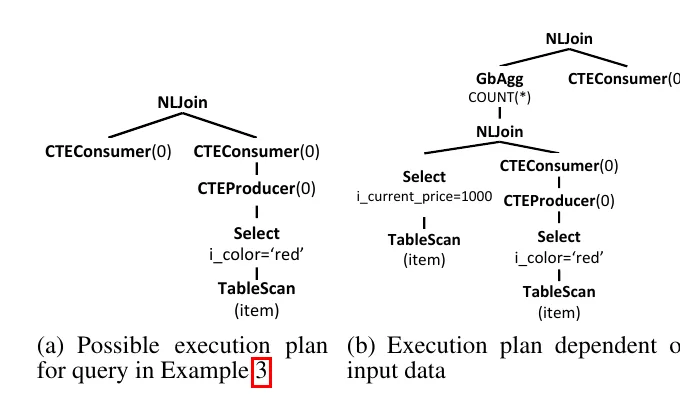 NLJoin
CTEConsumer(0) CTEConsumer(0)
CTEProducer(0)
Select
i_color=‘red’
TableScan
(item)
(a) Possible execution plan
for query in Example 3
NLJoin
GbAgg CTEConsumer(0
COUNT(*)
NLJoin
Select
i_current_price=1000
TableScan
(item)
CTEConsumer(0)
CTEProducer(0)
Select
i_color=‘red’
TableScan
(item)
(b) Execution plan dependent o
input data